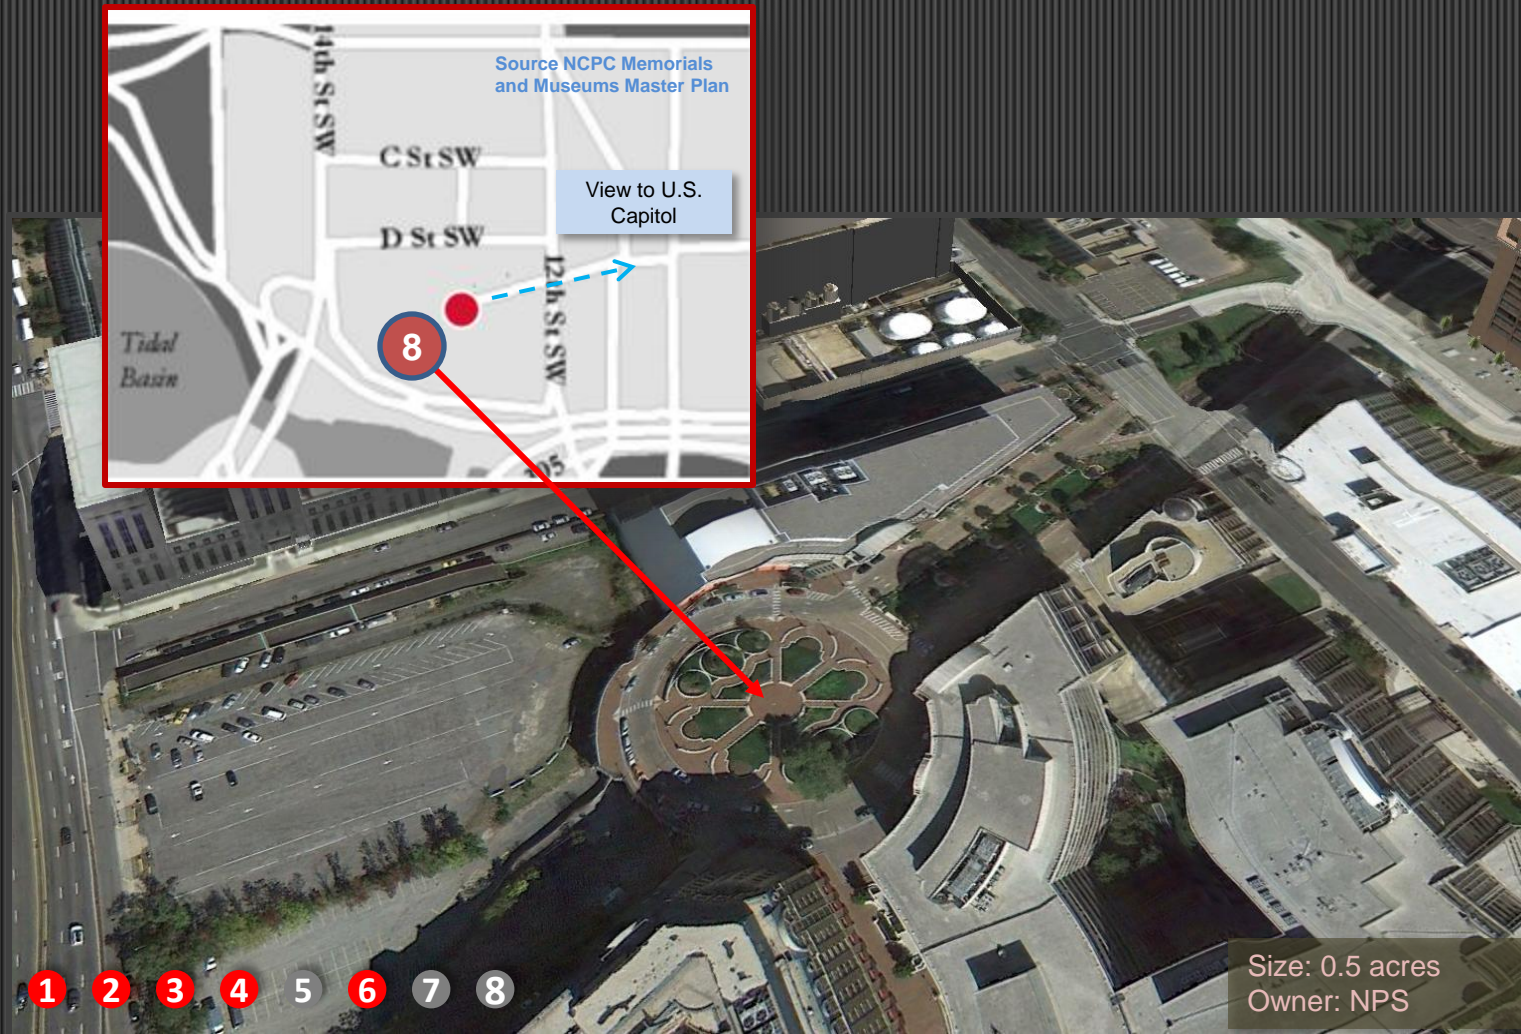 14th St SW
Source NCPC Memorials
and Museums Master Plan
C St SW
View to U.S.
Capitol
D St SW
12th St SW
8
Tidal
Basin
1 2 3 4 5 6 7 8
Size: 0.5 acres
Owner: NPS